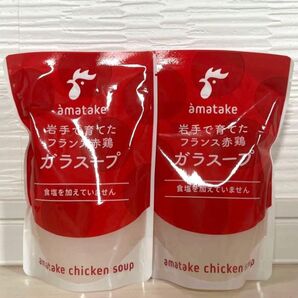 àmatake
岩手で育てた
フランス赤鶏
ガラスープ
食塩を加えていません
amatake chicken soup
àmatake
岩手で育てた
フランス赤鶏
ガラスープ
食塩を加えていません
amatake chicken